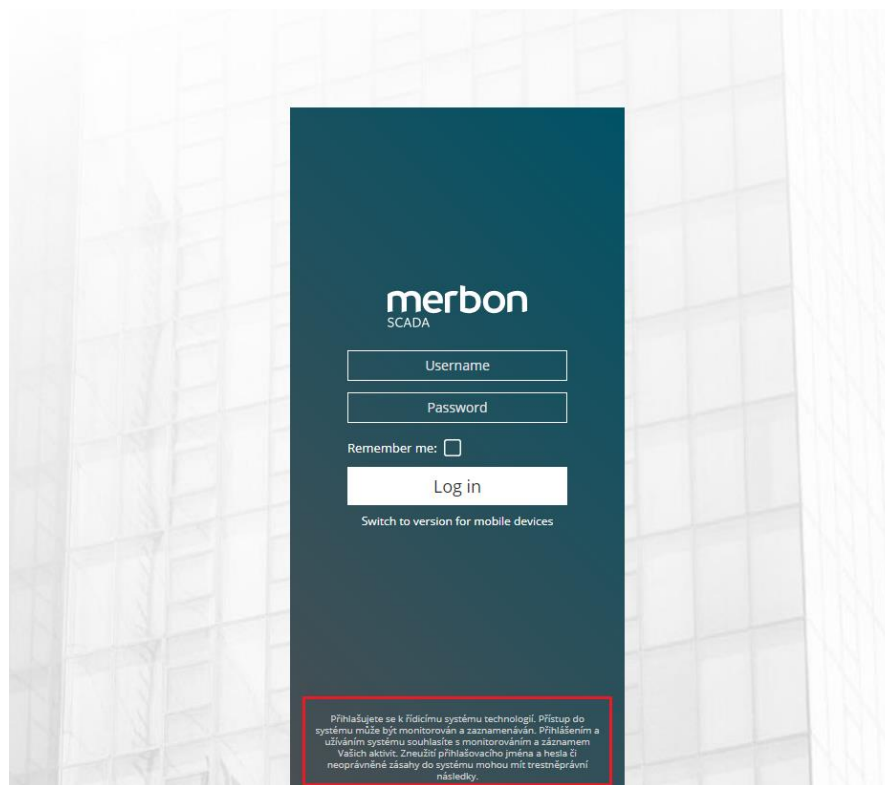 merbon
SCADA
Username
Password
Remember me:
Log in
Switch to version for mobile devices
Přihlašujete se k řídicímu systému technologií. Přístup do
systému může být monitorován a zaznamenáván. Přihlášením a
užíváním systému souhlasíte s monitorováním a záznamem
Vašich aktivit. Zneužití přihlašovacího jména a hesla či
neoprávněné zásahy do systému mohou mít trestněprávní
následky.